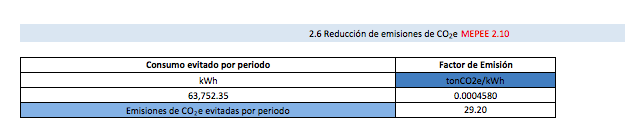 2.6 Reducción de emisiones de CO₂e MEPEE 2.10
Consumo evitado por periodo Factor de Emisión
kWh tonCO2e/kWh
63,752.35 0.0004580
Emisiones de CO₂e evitadas por periodo 29.20